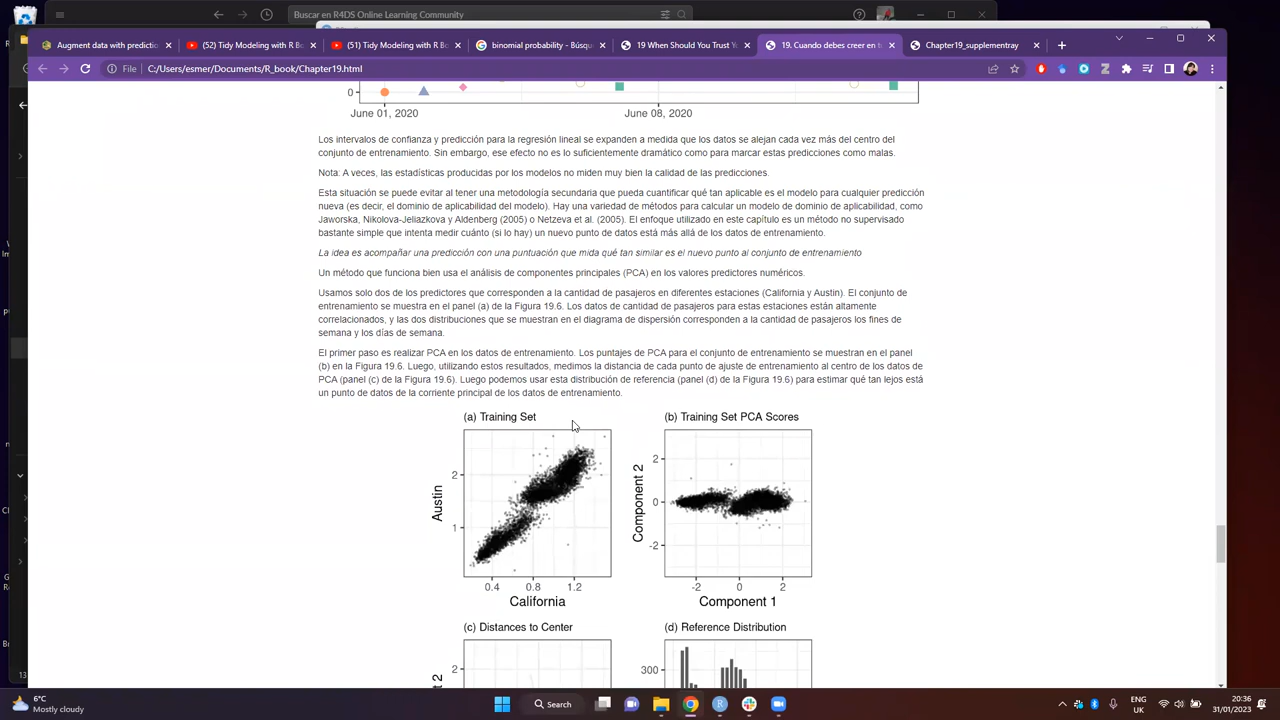 Buscar en R4DS Online Learning Community
Augment data with predictio
(52) Tidy Modeling with R Bo
(51) Tidy Modeling with R Bo
binomial probability - Búsqu
19 When Should You Trust Yo
19. Cuando debes creer en t
Chapter19_supplementray
File
C:/Users/esmer/Documents/R_book/Chapter19.html
0
June 01, 2020
June 08, 2020
Los intervalos de confianza y predicción para la regresión lineal se expanden a medida que los datos se alejan cada vez más del centro del
conjunto de entrenamiento. Sin embargo, ese efecto no es lo suficientemente dramático como para marcar estas predicciones como malas.
Nota: A veces, las estadísticas producidas por los modelos no miden muy bien la calidad de las predicciones.
Esta situación se puede evitar al tener una metodología secundaria que pueda cuantificar qué tan aplicable es el modelo para cualquier predicción
nueva (es decir, el dominio de aplicabilidad del modelo). Hay una variedad de métodos para calcular un modelo de dominio de aplicabilidad, como
Jaworska, Nikolova-Jeliazkova y Aldenberg (2005) o Netzeva et al. (2005). El enfoque utilizado en este capítulo es un método no supervisado
bastante simple que intenta medir cuánto (si lo hay) un nuevo punto de datos está más allá de los datos de entrenamiento.
La idea es acompañar una predicción con una puntuación que mida qué tan similar es el nuevo punto al conjunto de entrenamiento
Un método que funciona bien usa el análisis de componentes principales (PCA) en los valores predictores numéricos.
Usamos solo dos de los predictores que corresponden a la cantidad de pasajeros en diferentes estaciones (California y Austin). El conjunto de
entrenamiento se muestra en el panel (a) de la Figura 19.6. Los datos de cantidad de pasajeros para estas estaciones están altamente
correlacionados, y las dos distribuciones que se muestran en el diagrama de dispersión corresponden a la cantidad de pasajeros los fines de
semana y los días de semana.
El primer paso es realizar PCA en los datos de entrenamiento. Los puntajes de PCA para el conjunto de entrenamiento se muestran en el panel
(b) en la Figura 19.6. Luego, utilizando estos resultados, medimos la distancia de cada punto de ajuste de entrenamiento al centro de los datos de
PCA (panel (c) de la Figura 19.6). Luego podemos usar esta distribución de referencia (panel (d) de la Figura 19.6) para estimar qué tan lejos está
un punto de datos de la corriente principal de los datos de entrenamiento.
(a) Training Set
(b) Training Set PCA Scores
2
1
Austin
0.4 0.8 1.2
California
2
0
-2
Component 2
-2 0 2
Component 1
(c) Distances to Center
(d) Reference Distribution
2
300
6°C
Mostly cloudy
Search
ENG
UK
20:36
31/01/2023